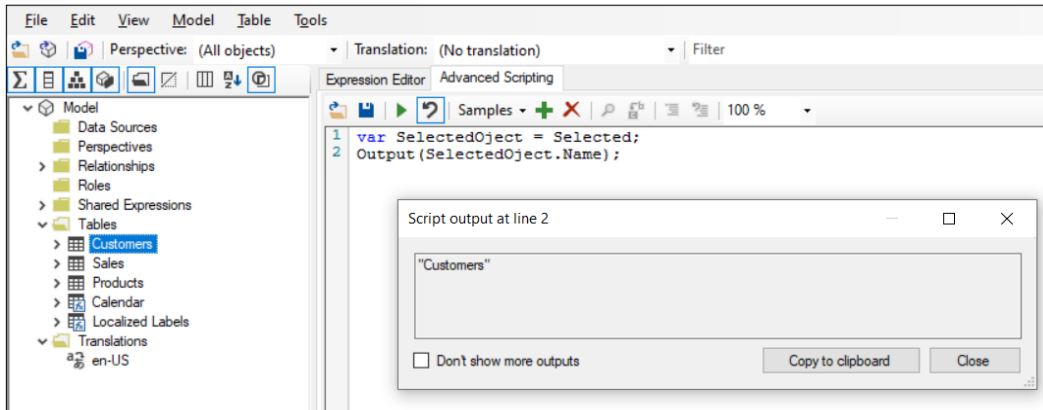 File Edit View Model Table Tools
Perspective: (All objects) Translation: (No translation) Filter
Expression Editor Advanced Scripting
Samples 100 %
Model
Data Sources
Perspectives
Relationships
Roles
Shared Expressions
Tables
Customers
Sales
Products
Calendar
Localized Labels
Translations
en-US
1 var SelectedOject = Selected;
2 Output(SelectedOject.Name);
Script output at line 2
"Customers"
Don't show more outputs
Copy to clipboard Close